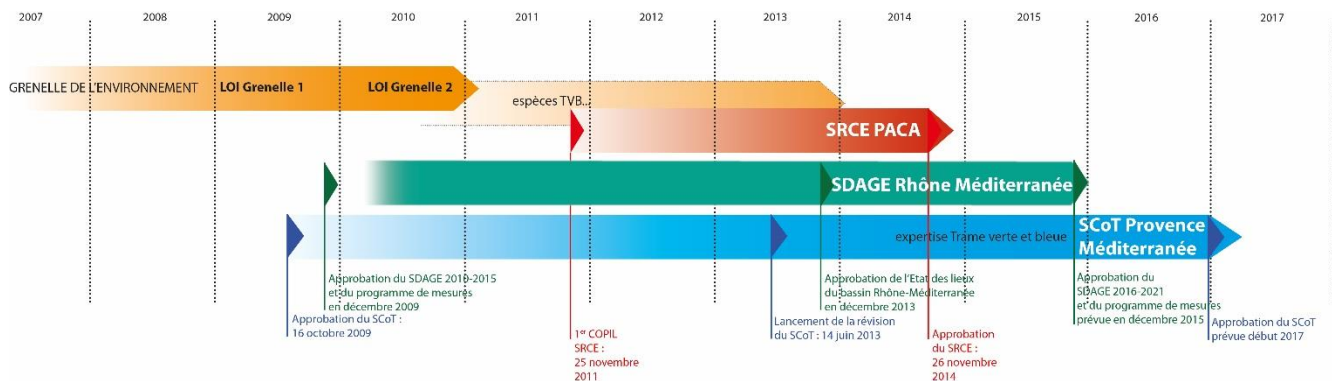 2007 2008 2009 2010 2011 2012 2013 2014 2015 2016 2017
GRENELLE DE L'ENVIRONNEMENT LOI Grenelle 1 LOI Grenelle 2
espèces TVB...
SRCE PACA
SDAGE Rhône Méditerranée
expertise Trame verte et bleue
SCoT Provence
Méditerranée
Approbation du SDAGE 2010-2015
et du programme de mesures
en décembre 2009
Approbation du SCoT :
16 octobre 2009
1er COPIL
SRCE :
25 novembre
2011
Approbation de l'Etat des lieux
du bassin Rhône-Méditerranée
en décembre 2013
Lancement de la révision
du SCoT : 14 juin 2013
Approbation
du SRCE :
26 novembre
2014
Approbation du
SDAGE 2016-2021
et du programme de mesures
prévue en décembre 2015
Approbation du SCoT
prévue début 2017